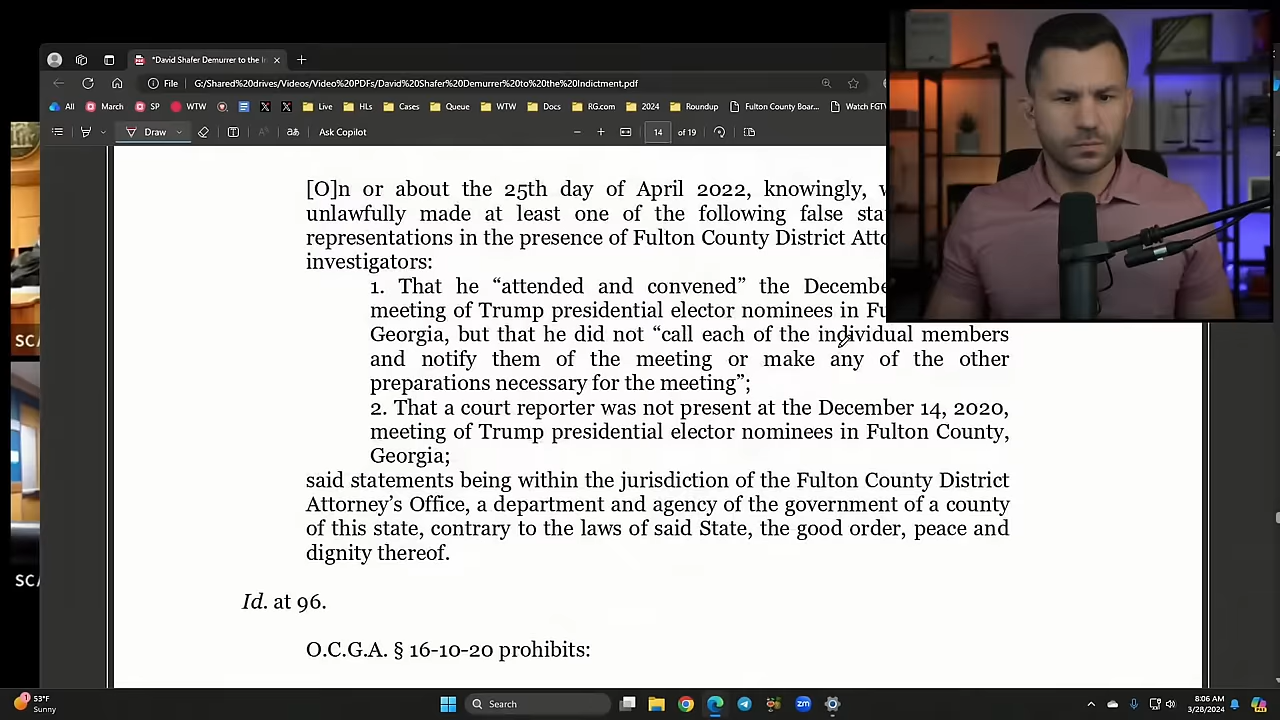 *David Shafer Demurrer to the I
File
G:/Shared%20drives/Videos/Video%20PDFs/David%20Shafer%20Demurrer%20to%20the%20Indictment.pdf
All March SP WTW Live HLs Cases Queue WTW Docs RG.com 2024 Roundup Fulton County Boar... Watch FGT
Draw Ask Copilot 14 of 19
[O]n or about the 25th day of April 2022, knowingly, w
unlawfully made at least one of the following false sta
representations in the presence of Fulton County District Atto
investigators:
1. That he “attended and convened” the Decembe
meeting of Trump presidential elector nominees in Fu
Georgia, but that he did not “call each of the individual members
and notify them of the meeting or make any of the other
preparations necessary for the meeting”;
2. That a court reporter was not present at the December 14, 2020,
meeting of Trump presidential elector nominees in Fulton County,
Georgia;
said statements being within the jurisdiction of the Fulton County District
Attorney’s Office, a department and agency of the government of a county
of this state, contrary to the laws of said State, the good order, peace and
dignity thereof.
Id. at 96.
O.C.G.A. § 16-10-20 prohibits:
SCA
SCA
53°F
Sunny
Search
8:06 AM
3/28/2024